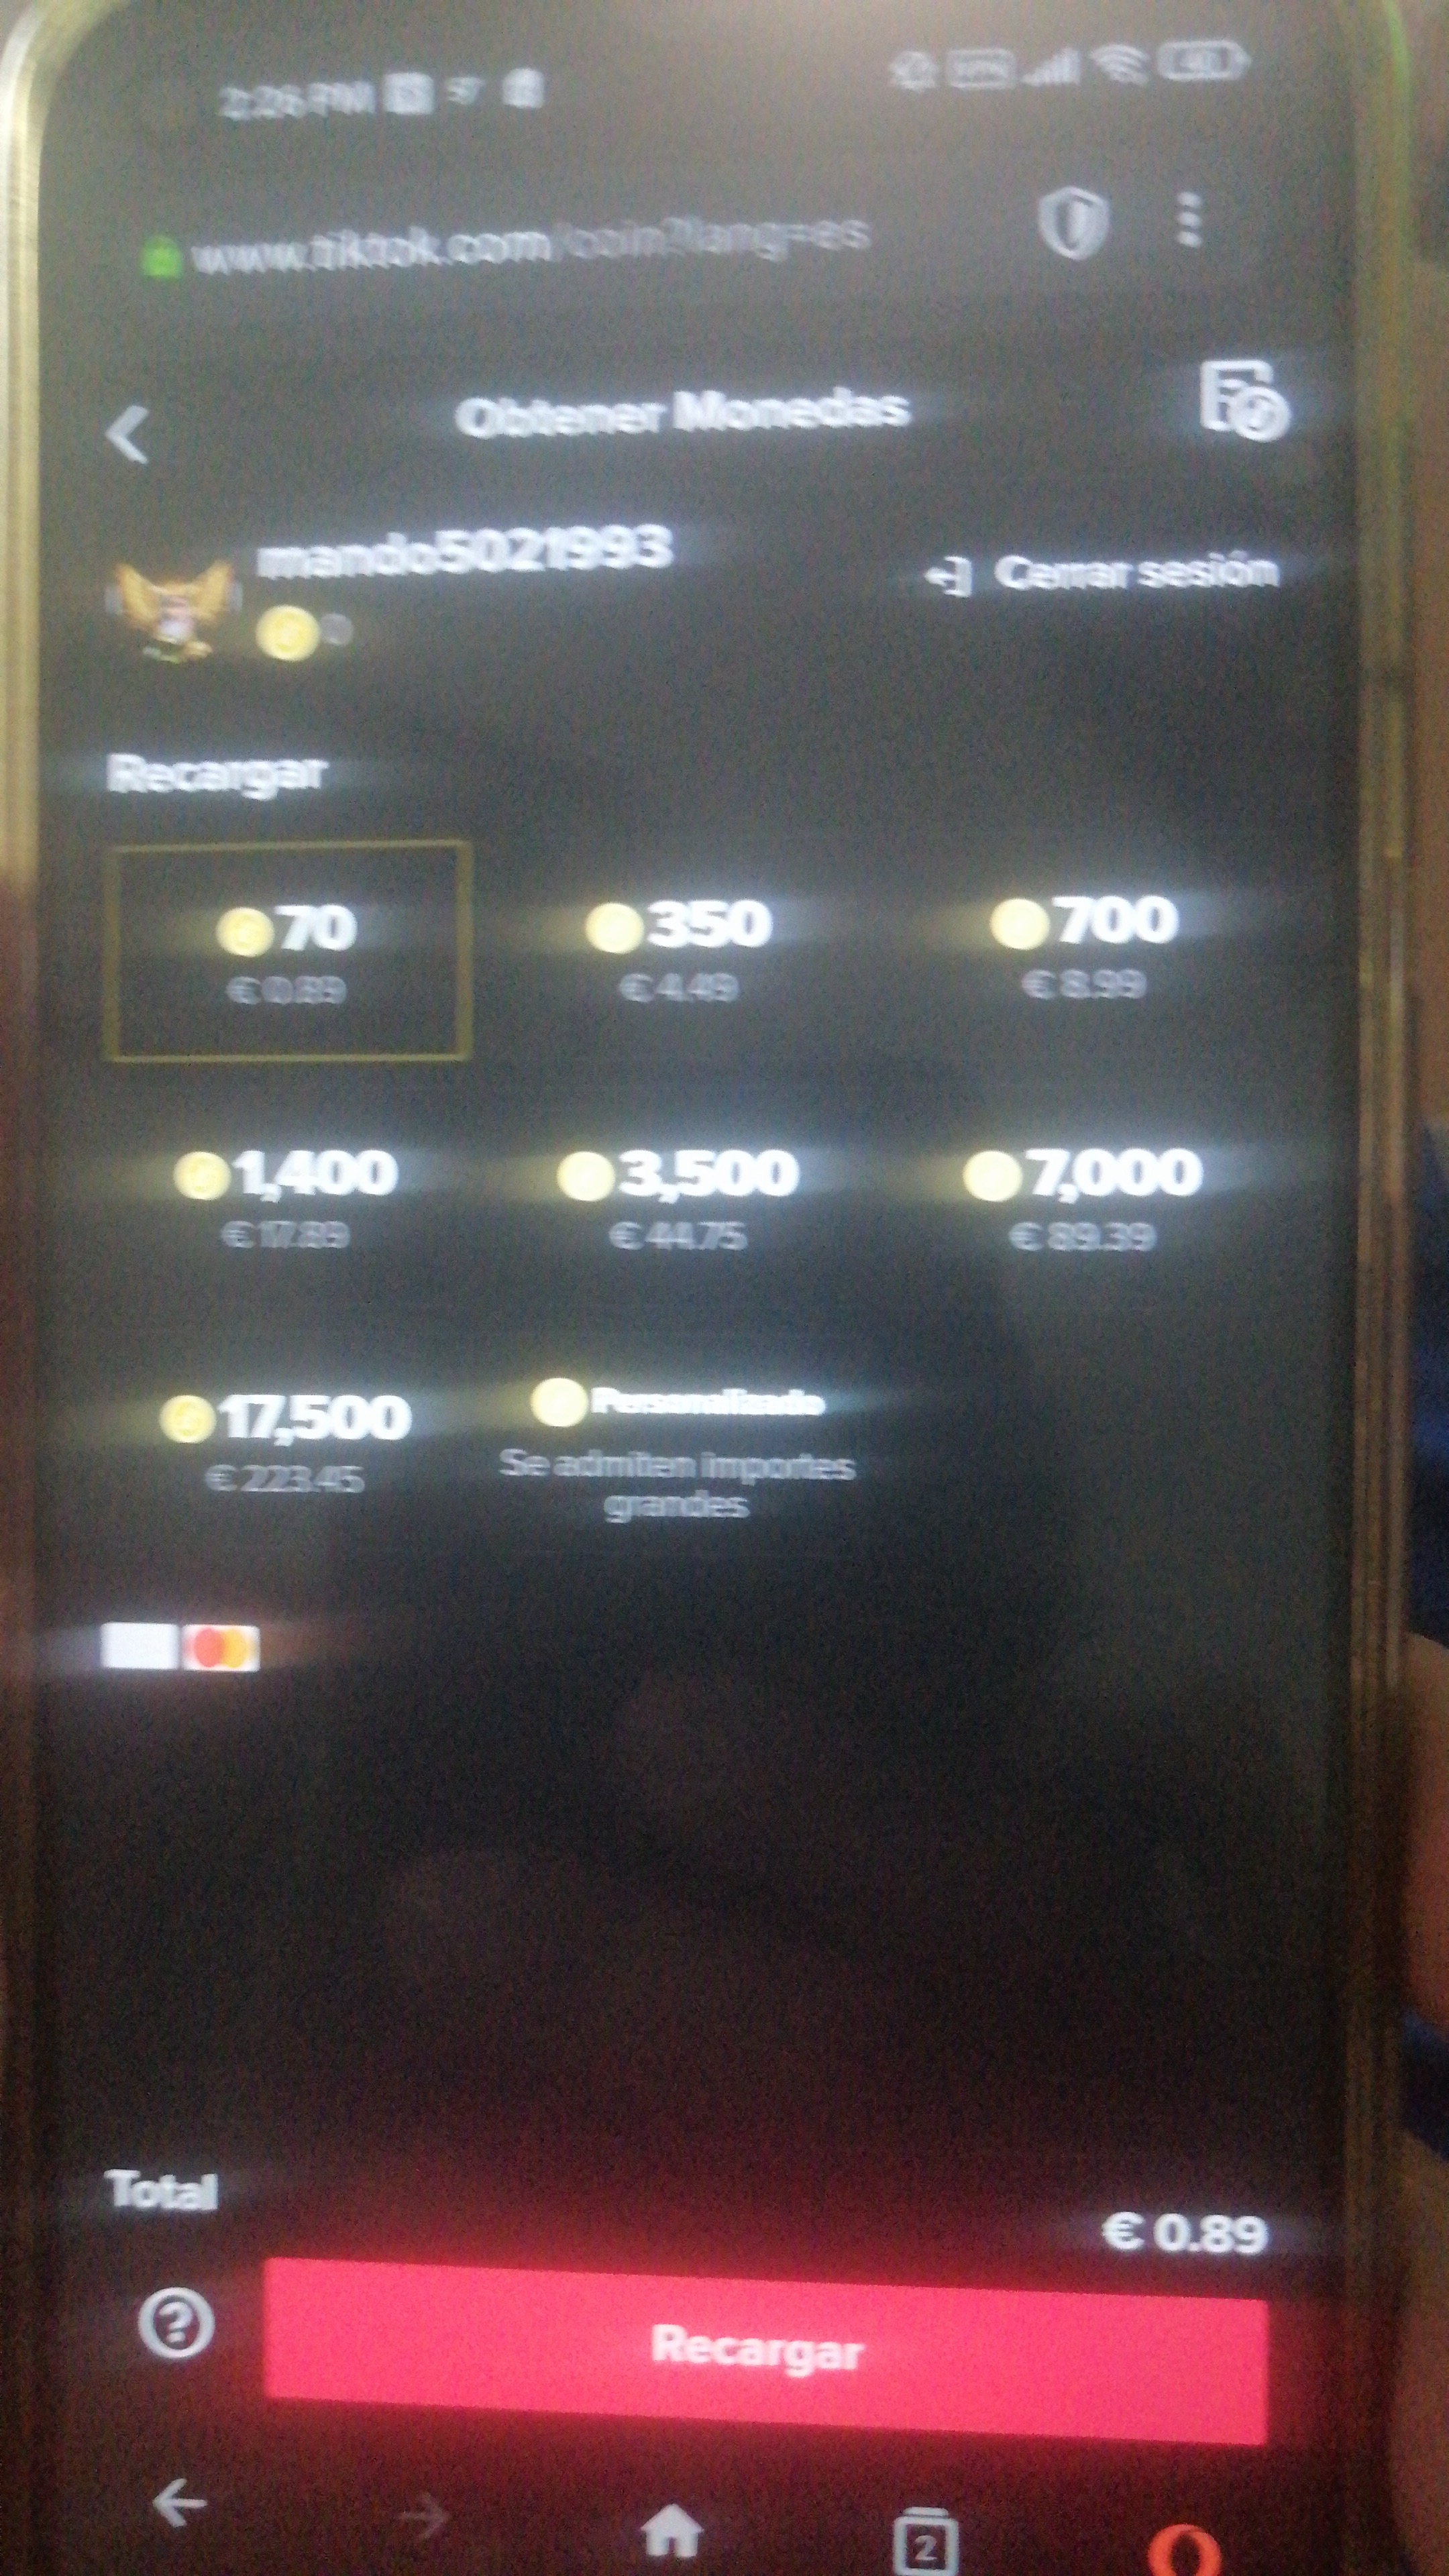 2:26 PM
www.tiktok.com/coin?lang=es
Obtener Monedas
mando5021993
0
Cerrar sesión
Recargar
70 350 700
€ 0.89 € 4.49 € 8.99
1,400 3,500 7,000
€ 17.89 € 44.75 € 89.39
17,500 Personalizado
€ 223.45 Se admiten importes
grandes
Total
€ 0.89
Recargar
2